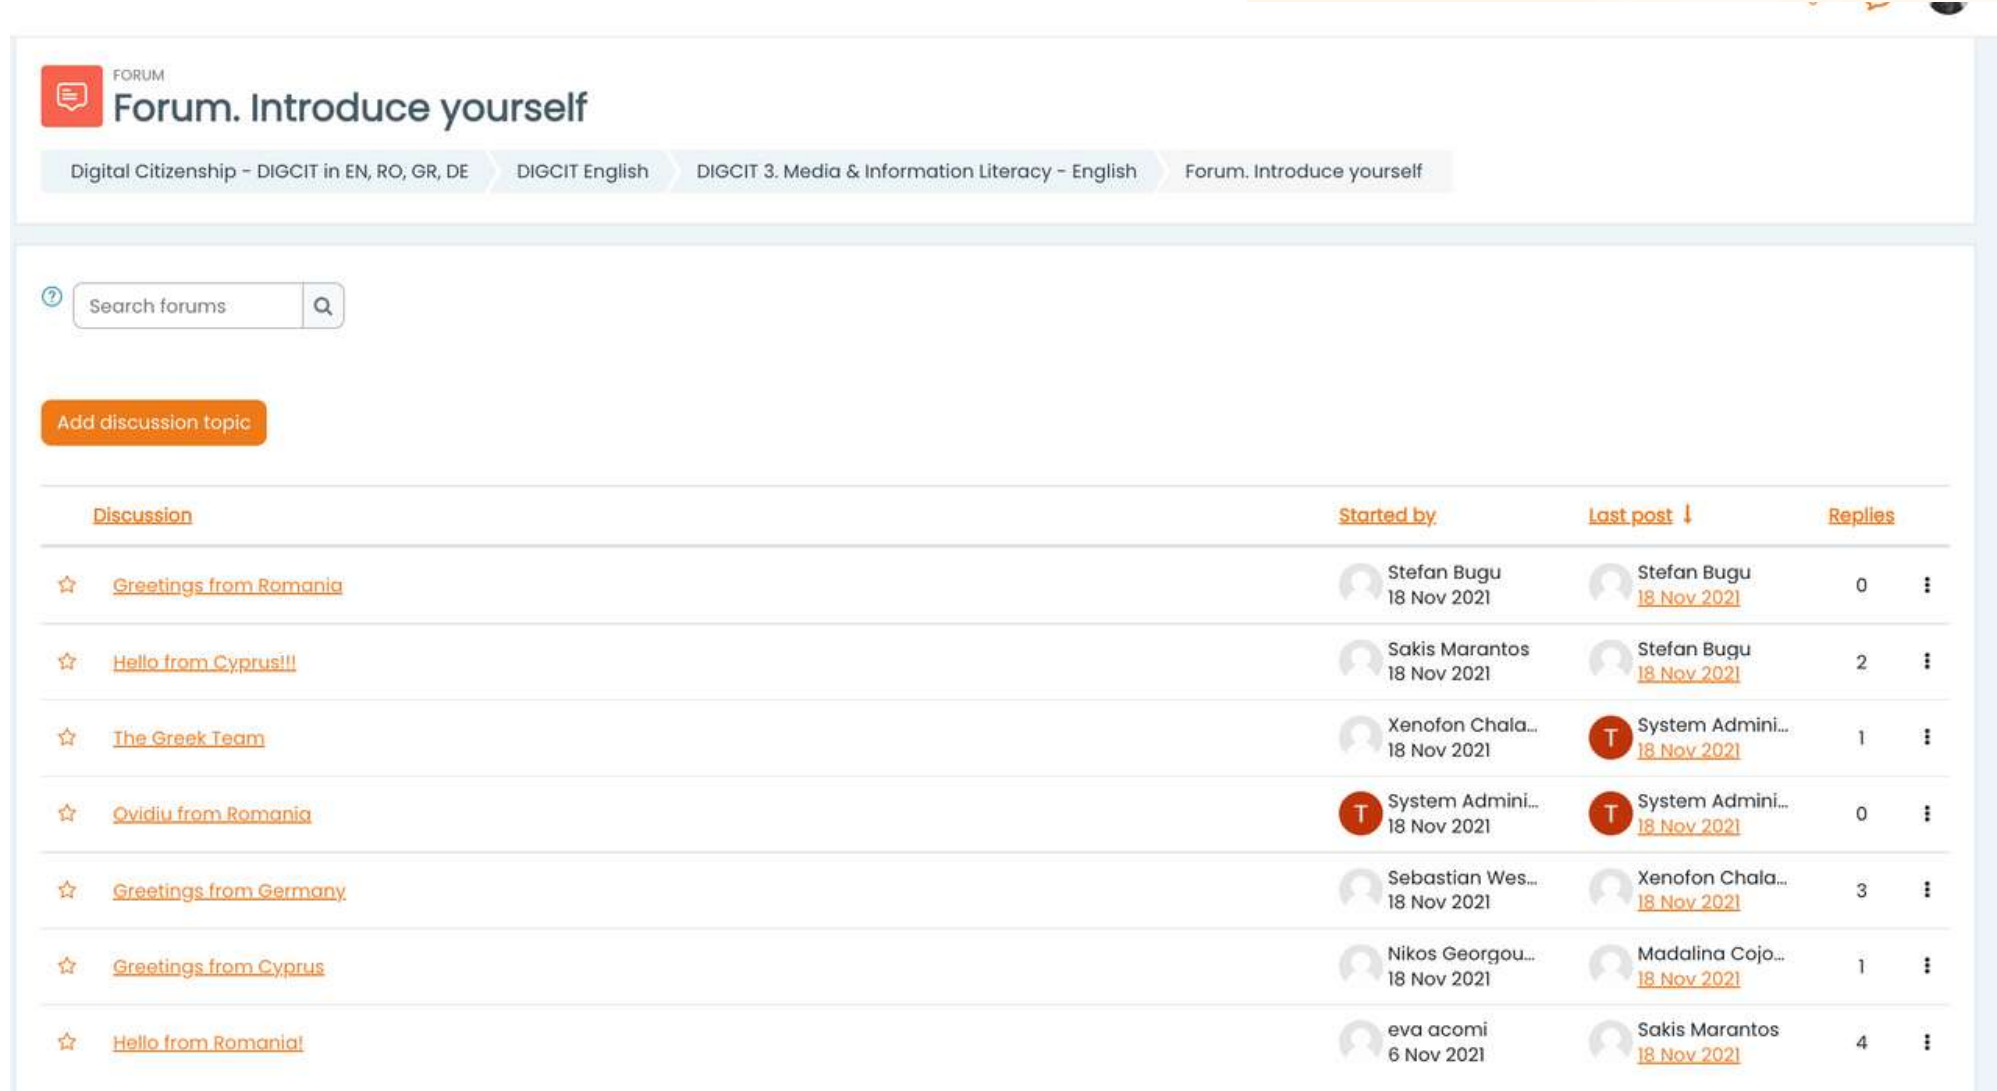 FORUM
Forum. Introduce yourself
Digital Citizenship - DIGCIT in EN, RO, GR, DE DIGCIT English DIGCIT 3. Media & Information Literacy - English Forum. Introduce yourself
Search forums
Add discussion topic
Discussion Started by Last post Replies
Greetings from Romania Stefan Bugu 18 Nov 2021 Stefan Bugu 18 Nov 2021 0
Hello from Cyprus!!! Sakis Marantos 18 Nov 2021 Stefan Bugu 18 Nov 2021 2
The Greek Team Xenofon Chala... 18 Nov 2021 T System Admini... 18 Nov 2021 1
Ovidiu from Romania T System Admini... 18 Nov 2021 T System Admini... 18 Nov 2021 0
Greetings from Germany Sebastian Wes... 18 Nov 2021 Xenofon Chala... 18 Nov 2021 3
Greetings from Cyprus Nikos Georgou... 18 Nov 2021 Madalina Cojo... 18 Nov 2021 1
Hello from Romania! eva acomi 6 Nov 2021 Sakis Marantos 18 Nov 2021 4